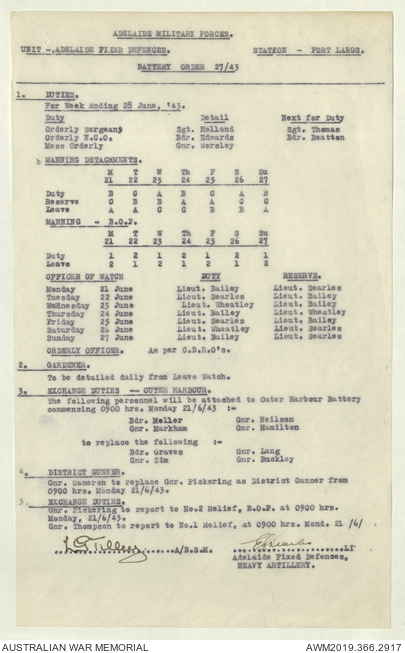 ADELAIDE MILITARY FORCES.
UNIT - ADELAIDE FIXED DEFENCES. STATION - FORT LARGS.
BATTERY ORDER 27/43
1. DUTIES.
For Week Ending 28 June, '43.
Duty Detail Next for Duty
Orderly Sergeant Sgt. Holland Sgt. Thomas
Orderly N.C.O. Bdr. Edwards Bdr. Beatten
Mess Orderly Gnr. Worsley
b MANNING DETACHMENTS.
M T W Th F S Su
21 22 23 24 25 26 27
Duty B C A B C A B
Reserve C B B A A C C
Leave A A C C B B A
MANNING - B.O.P.
M T W Th F S Su
21 22 23 24 25 26 27
Duty 1 2 1 2 1 2 1
Leave 2 1 2 1 2 1 2
OFFICER OF WATCH DUTY RESERVE.
Monday 21 June Lieut. Bailey Lieut. Searles
Tuesday 22 June Lieut. Searles Lieut. Bailey
Wednesday 23 June Lieut. Wheatley Lieut. Bailey
Thursday 24 June Lieut. Bailey Lieut. Wheatley
Friday 25 June Lieut. Searles Lieut. Bailey
Saturday 26 June Lieut. Wheatley Lieut. Searles
Sunday 27 June Lieut. Bailey Lieut. Searles
ORDERLY OFFICER. As per C.D.R.O's.
2. GARDENER.
To be detailed daily from Leave Watch.
3. EXCHANGE DUTIES -- OUTER HARBOUR.
The following personnel will be attached to Outer Harbour Battery
commencing 0900 hrs. Monday 21/6/43 :-
Bdr. Meller Gnr. Neilson
Gnr. Markham Gnr. Hamilton
to replace the following :-
Bdr. Graves Gnr. Lang
Gnr. Sim Gnr. Buckley
4. DISTRICT GUNNER.
Gnr. Cameron to replace Gnr. Pickering as District Gunner from
0900 hrs. Monday 21/6/43.
5. EXCHANGE DUTIES.
Gnr. Pickering to report to No.2 Relief, B.O.P. at 0900 hrs.
Monday, 21/6/43.
Gnr. Thompson to report to No.1 Relief, at 0900 hrs. Mond. 21 /6/
A/B.S.M. LT
Adelaide Fixed Defences,
HEAVY ARTILLERY.
AUSTRALIAN WAR MEMORIAL AWM2019.366.2917